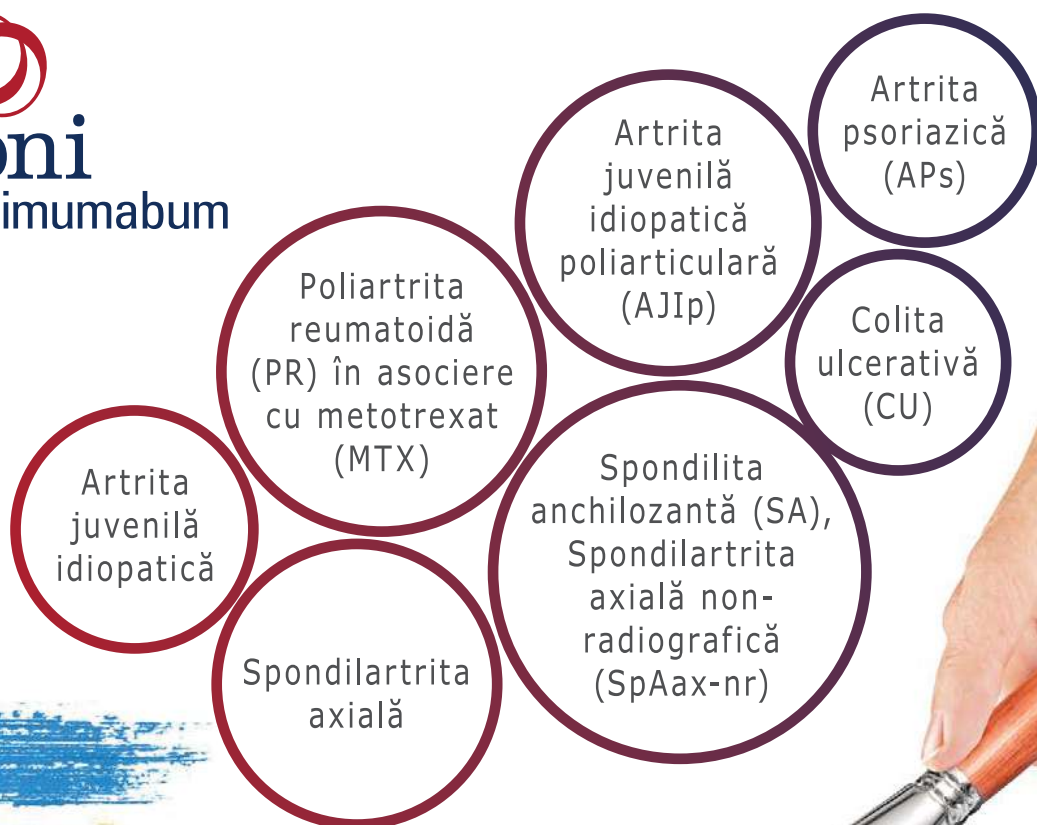 oni
imumabum
Artrita
psoriazică
(APs)
Artrita
juvenilă
idiopatică
poliarticulară
(AJIp)
Poliartrita
reumatoidă
(PR) în asociere
cu metotrexat
(MTX)
Colita
ulcerativă
(CU)
Artrita
juvenilă
idiopatică
Spondilita
anchilozantă (SA),
Spondilartrita
axială non-
radiografică
(SpAax-nr)
Spondilartrita
axială